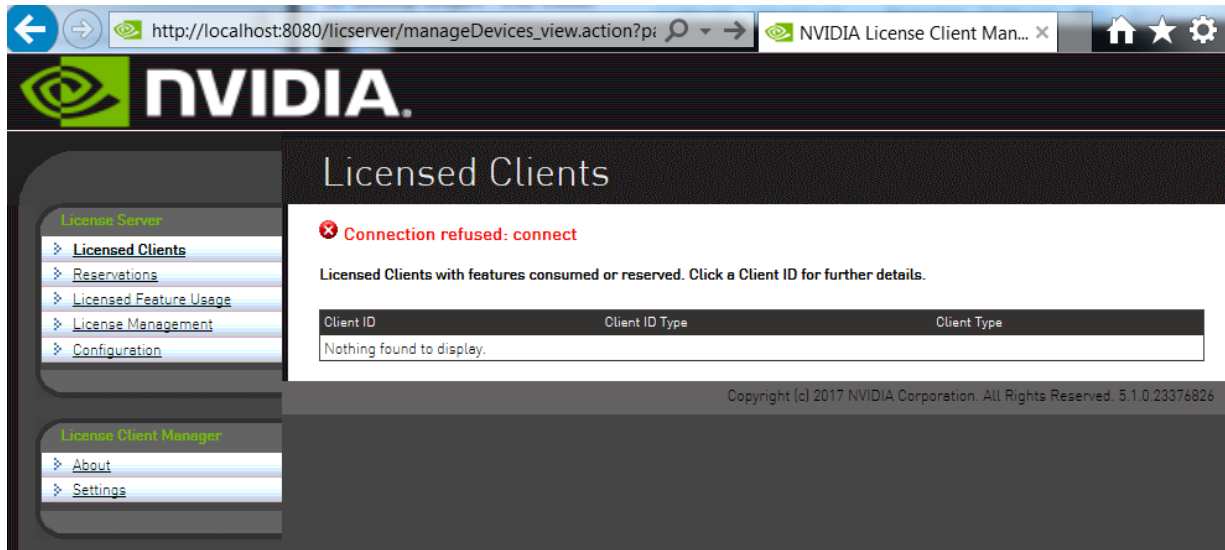 http://localhost:8080/licserver/manageDevices_view.action?pa
NVIDIA License Client Man...
NVIDIA.
Licensed Clients
License Server
Licensed Clients
Reservations
Licensed Feature Usage
License Management
Configuration
Connection refused: connect
Licensed Clients with features consumed or reserved. Click a Client ID for further details.
Client ID Client ID Type Client Type
Nothing found to display.
Copyright (c) 2017 NVIDIA Corporation. All Rights Reserved. 5.1.0.23376826
License Client Manager
About
Settings